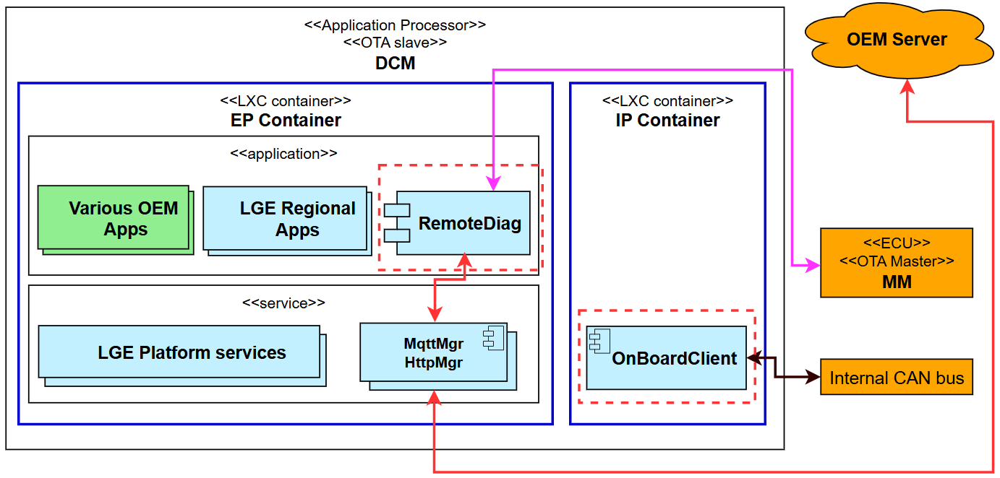 <<Application Processor>>
<<OTA slave>>
DCM
OEM Server
<<LXC container>>
EP Container
<<LXC container>>
IP Container
<<application>>
Various OEM
Apps
LGE Regional
Apps
RemoteDiag
<<ECU>>
<<OTA Master>>
MM
<<service>>
LGE Platform services
MqttMgr
HttpMgr
OnBoardClient
Internal CAN bus